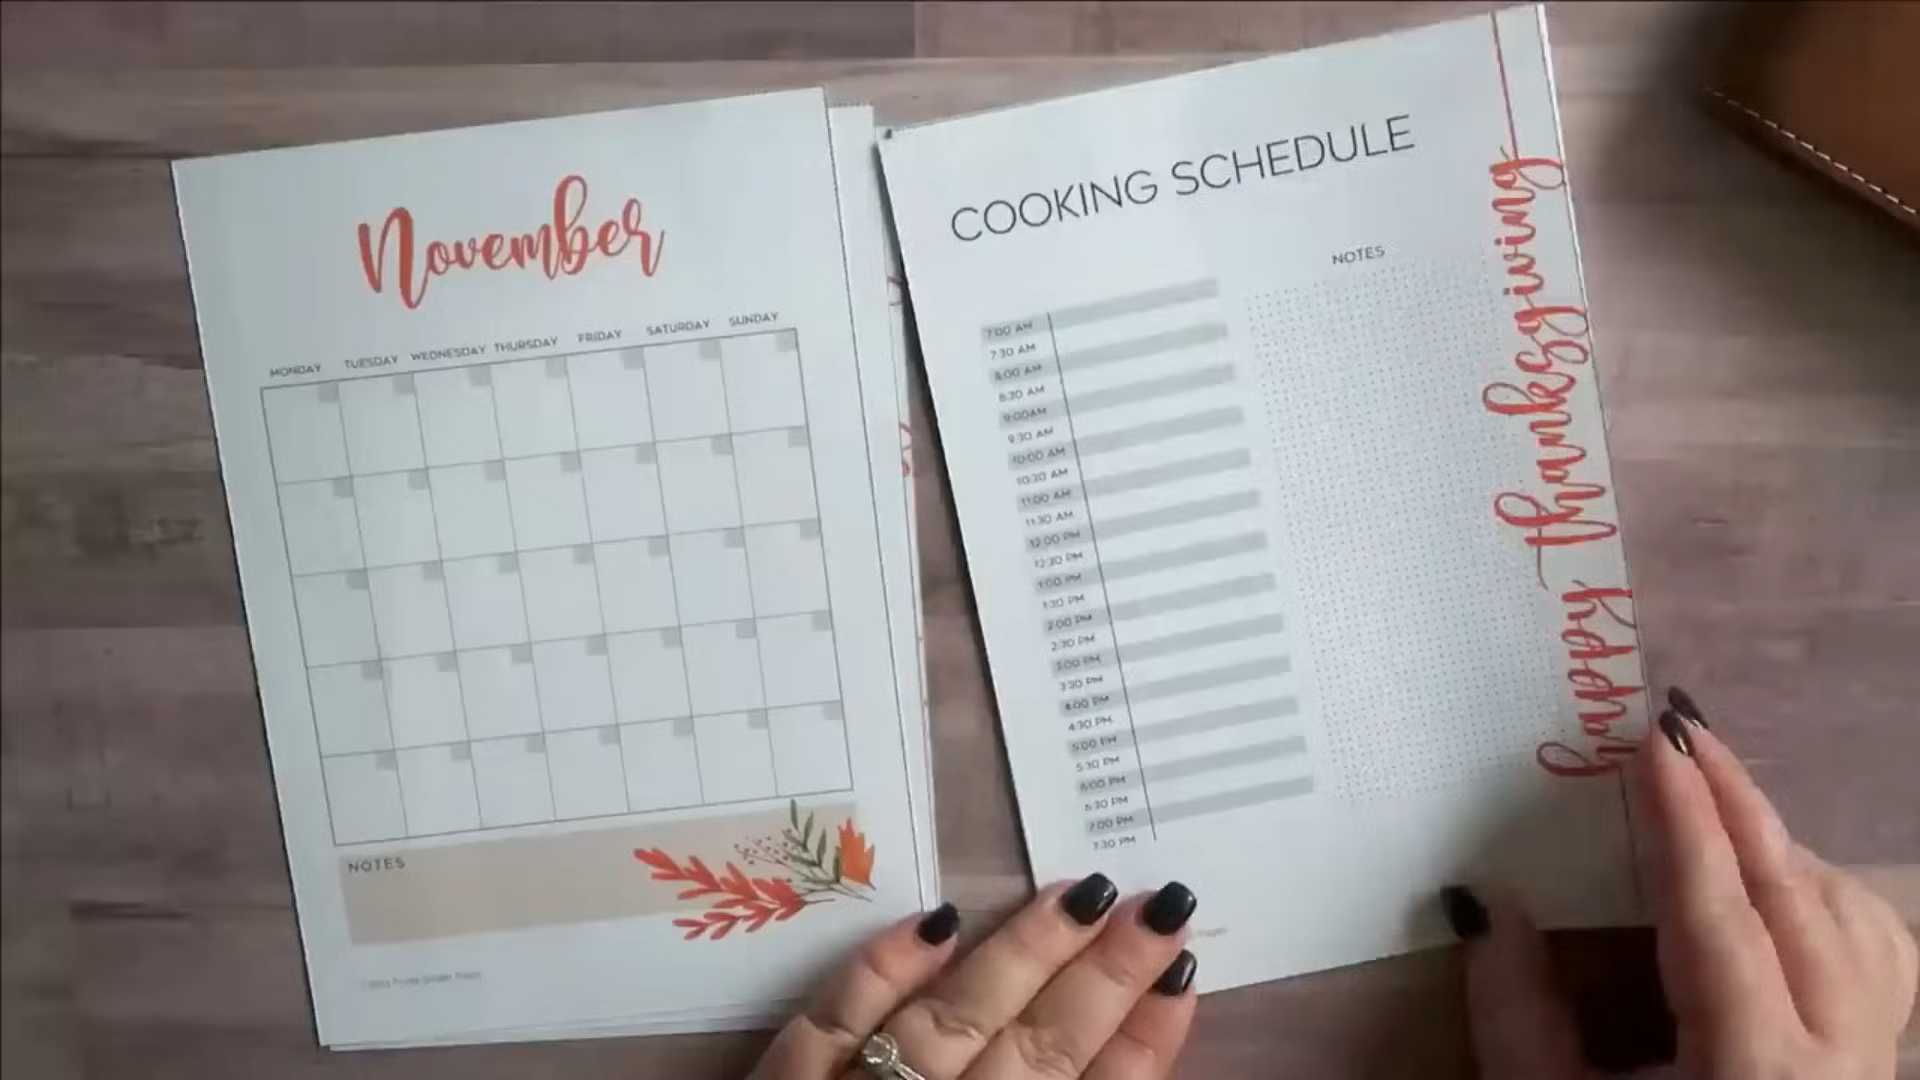 November
MONDAY TUESDAY WEDNESDAY THURSDAY FRIDAY SATURDAY SUNDAY
NOTES
COOKING SCHEDULE
NOTES
7:00 AM
7:30 AM
8:00 AM
8:30 AM
9:00AM
9:30 AM
10:00 AM
10:30 AM
11:00 AM
11:30 AM
12:00 PM
12:30 PM
1:00 PM
1:30 PM
2:00 PM
2:30 PM
3:00 PM
3:30 PM
4:00 PM
4:30 PM
5:00 PM
5:30 PM
6:00 PM
6:30 PM
7:00 PM
7:30 PM
happy Thanksgiving